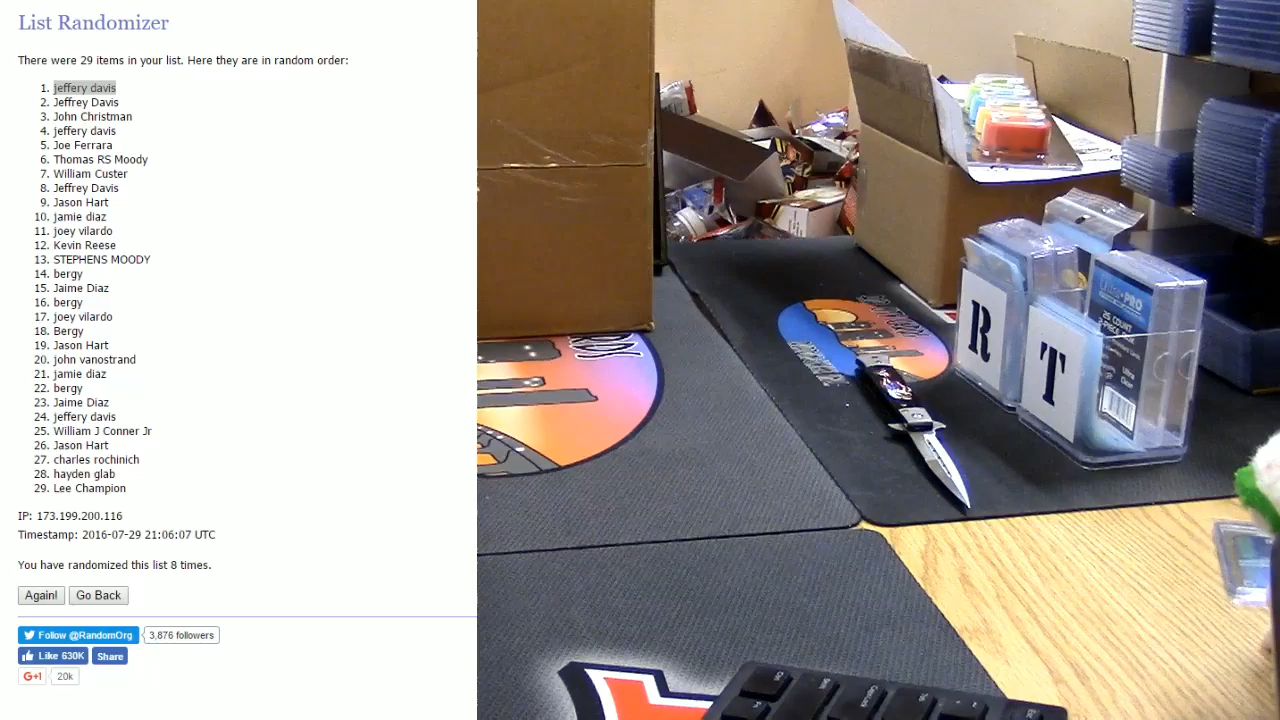 List Randomizer
There were 29 items in your list. Here they are in random order:
1. jeffery davis
2. Jeffrey Davis
3. John Christman
4. jeffery davis
5. Joe Ferrara
6. Thomas RS Moody
7. William Custer
8. Jeffrey Davis
9. Jason Hart
10. jamie diaz
11. joey vilardo
12. Kevin Reese
13. STEPHENS MOODY
14. bergy
15. Jaime Diaz
16. bergy
17. joey vilardo
18. Bergy
19. Jason Hart
20. john vanostrand
21. jamie diaz
22. bergy
23. Jaime Diaz
24. jeffery davis
25. William J Conner Jr
26. Jason Hart
27. charles rochinich
28. hayden glab
29. Lee Champion
IP: 173.199.200.116
Timestamp: 2016-07-29 21:06:07 UTC
You have randomized this list 8 times.
Again! Go Back
Follow @RandomOrg 3,876 followers
Like 630K Share
G+1 20k
R
T
PRO
25 COUNT
2-PIECE